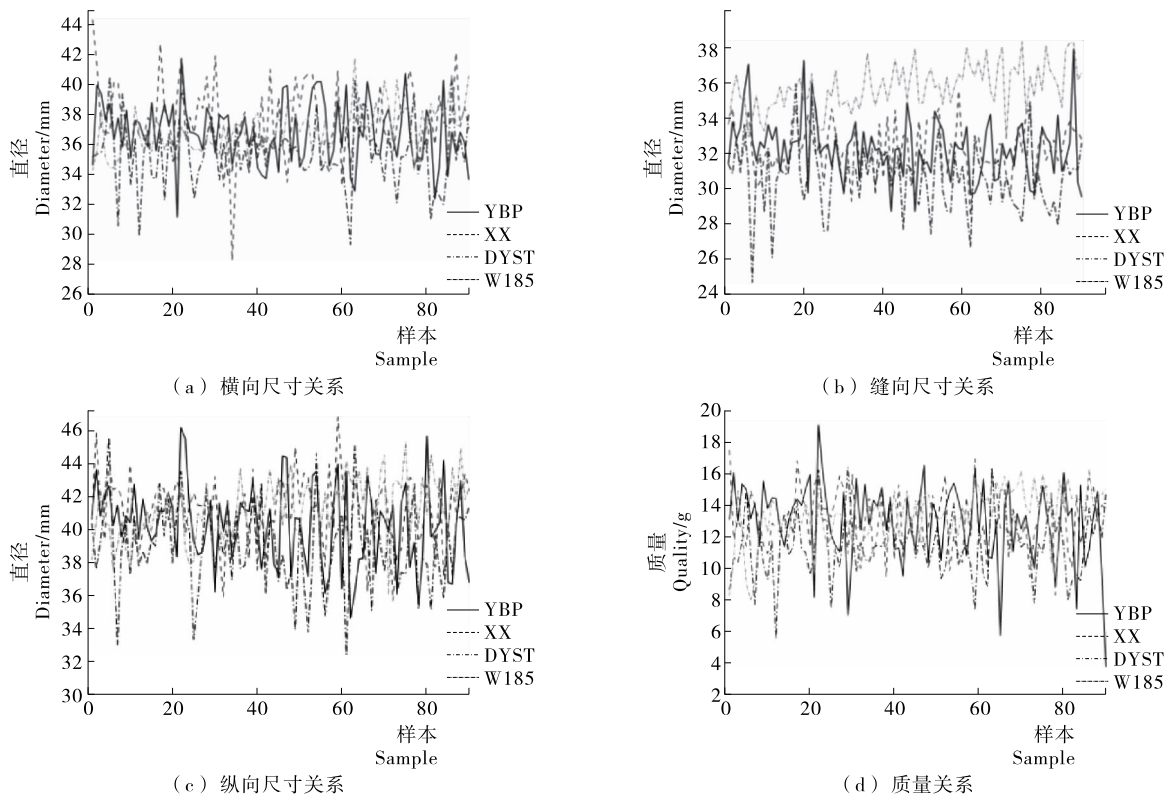 44
42
40
38
36
34
32
30
28
26
直径
Diameter/mm
0
20
40
60
80
样本
Sample
YBP
XX
DYST
W185
（a）横向尺寸关系
38
36
34
32
30
28
26
24
直径
Diameter/mm
0
20
40
60
80
样本
Sample
YBP
XX
DYST
W185
（b）缝向尺寸关系
46
44
42
40
38
36
34
32
30
直径
Diameter/mm
0
20
40
60
80
样本
Sample
YBP
XX
DYST
W185
（c）纵向尺寸关系
20
18
16
14
12
10
8
6
4
2
质量
Quality/g
0
20
40
60
80
样本
Sample
YBP
XX
DYST
W185
（d）质量关系